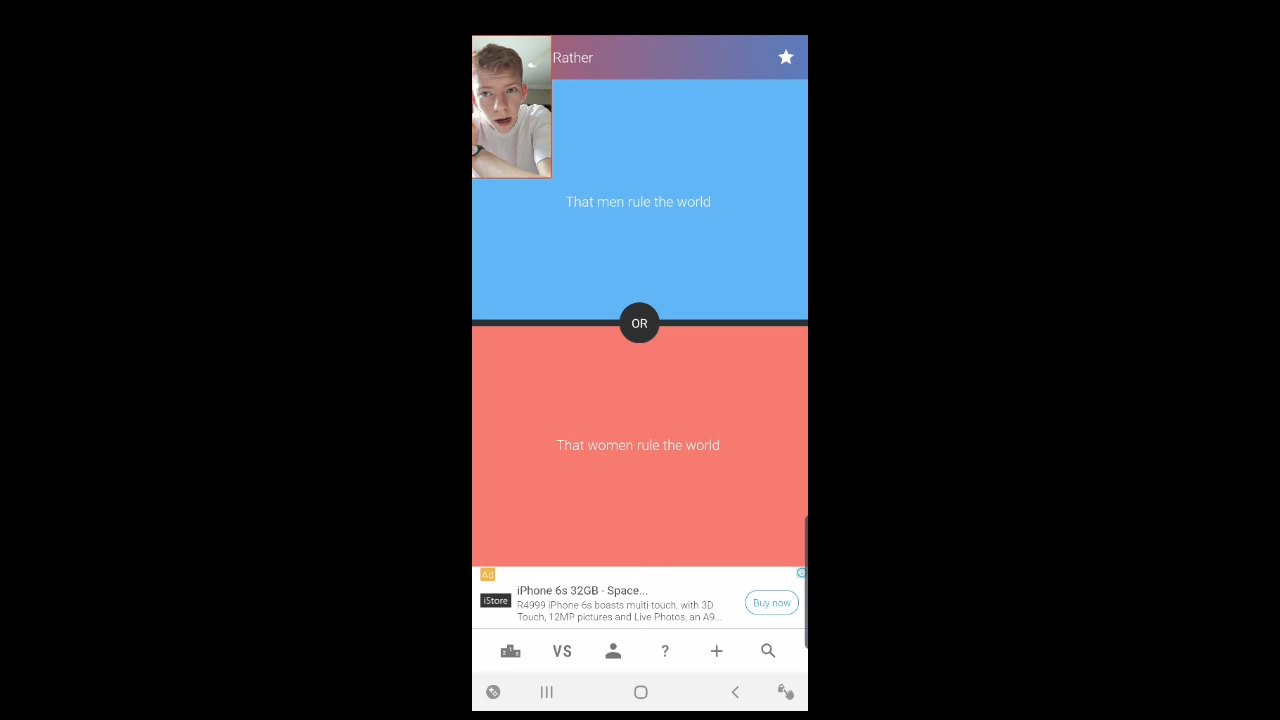 Rather
That men rule the world
OR
That women rule the world
Ad
iPhone 6s 32GB - Space...
iStore
R4999 iPhone 6s boasts multi-touch, with 3D
Touch, 12MP pictures and Live Photos, an A9...
Buy now
VS
?